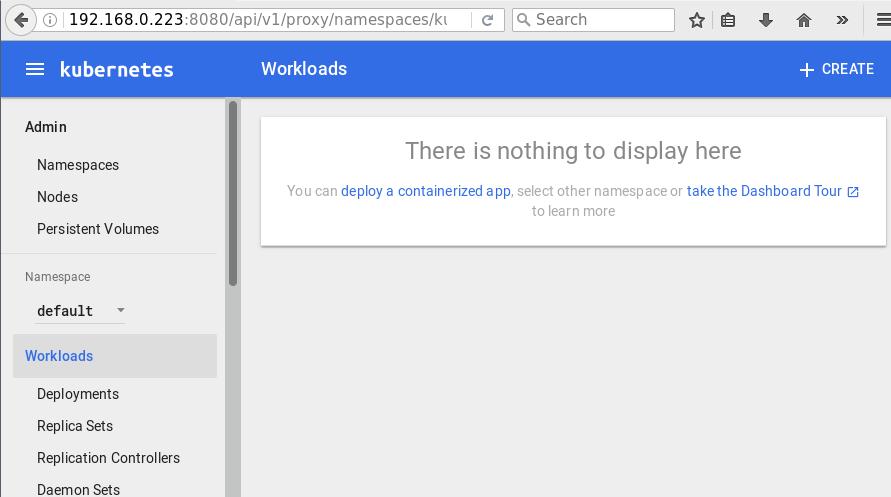 192.168.0.223:8080/api/v1/proxy/namespaces/ku
Search
kubernetes
Workloads
+ CREATE
Admin
Namespaces
Nodes
Persistent Volumes
Namespace
default
Workloads
Deployments
Replica Sets
Replication Controllers
Daemon Sets
There is nothing to display here
You can deploy a containerized app, select other namespace or take the Dashboard Tour
to learn more